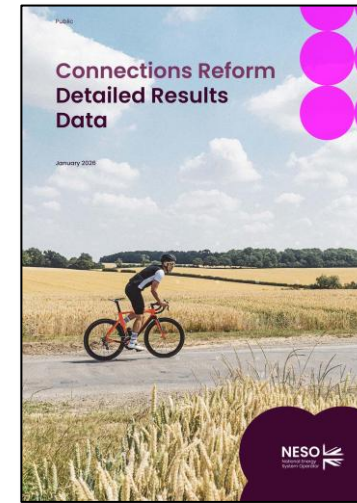 Public
Connections Reform
Detailed Results
Data
January 2026
NESO
National Energy
System Operator